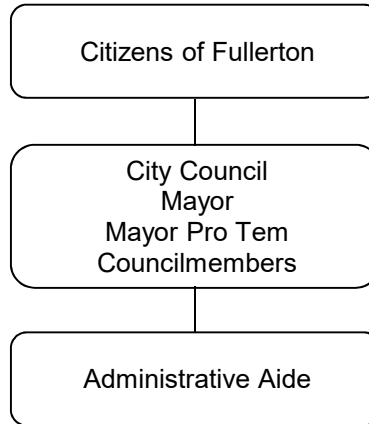 Citizens of Fullerton
City Council
Mayor
Mayor Pro Tem
Councilmembers
Administrative Aide